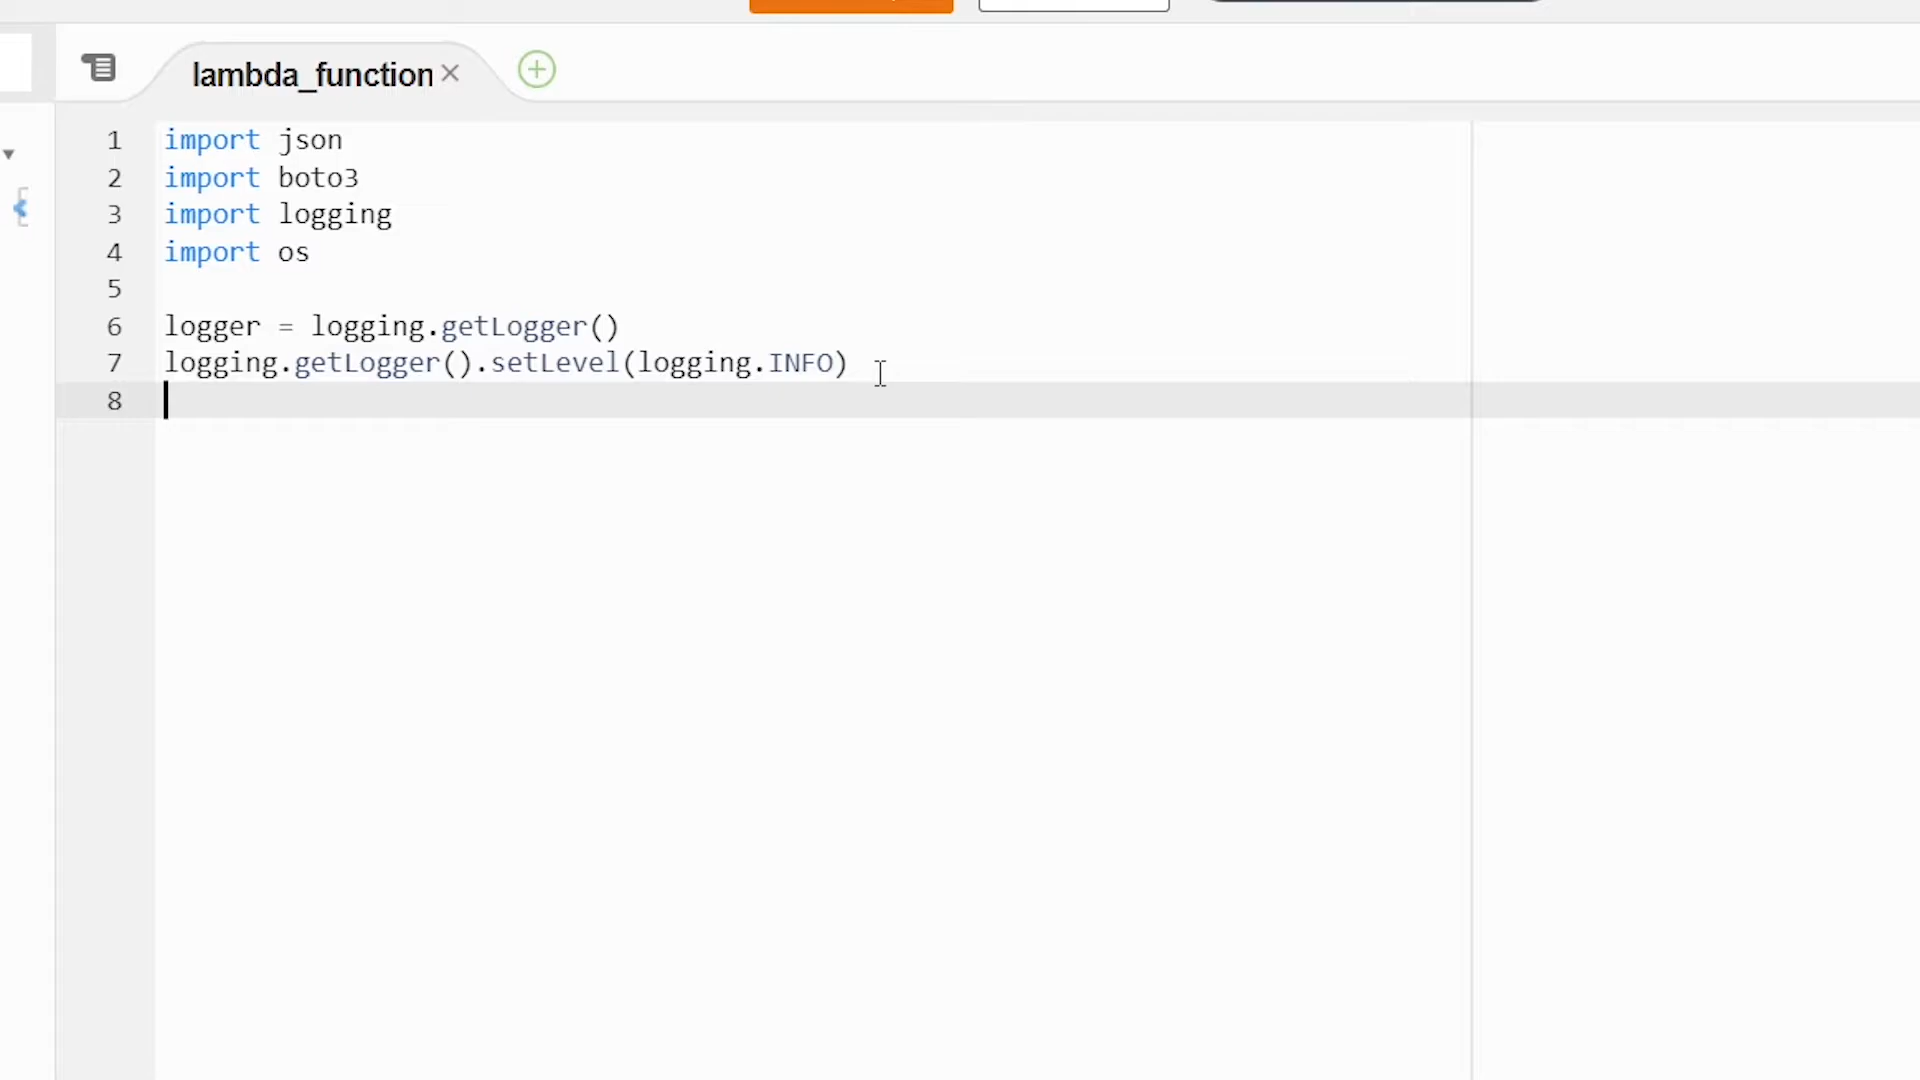 lambda_function
1 import json
2 import boto3
3 import logging
4 import os
5
6 logger = logging.getLogger()
7 logging.getLogger().setLevel(logging.INFO)
8